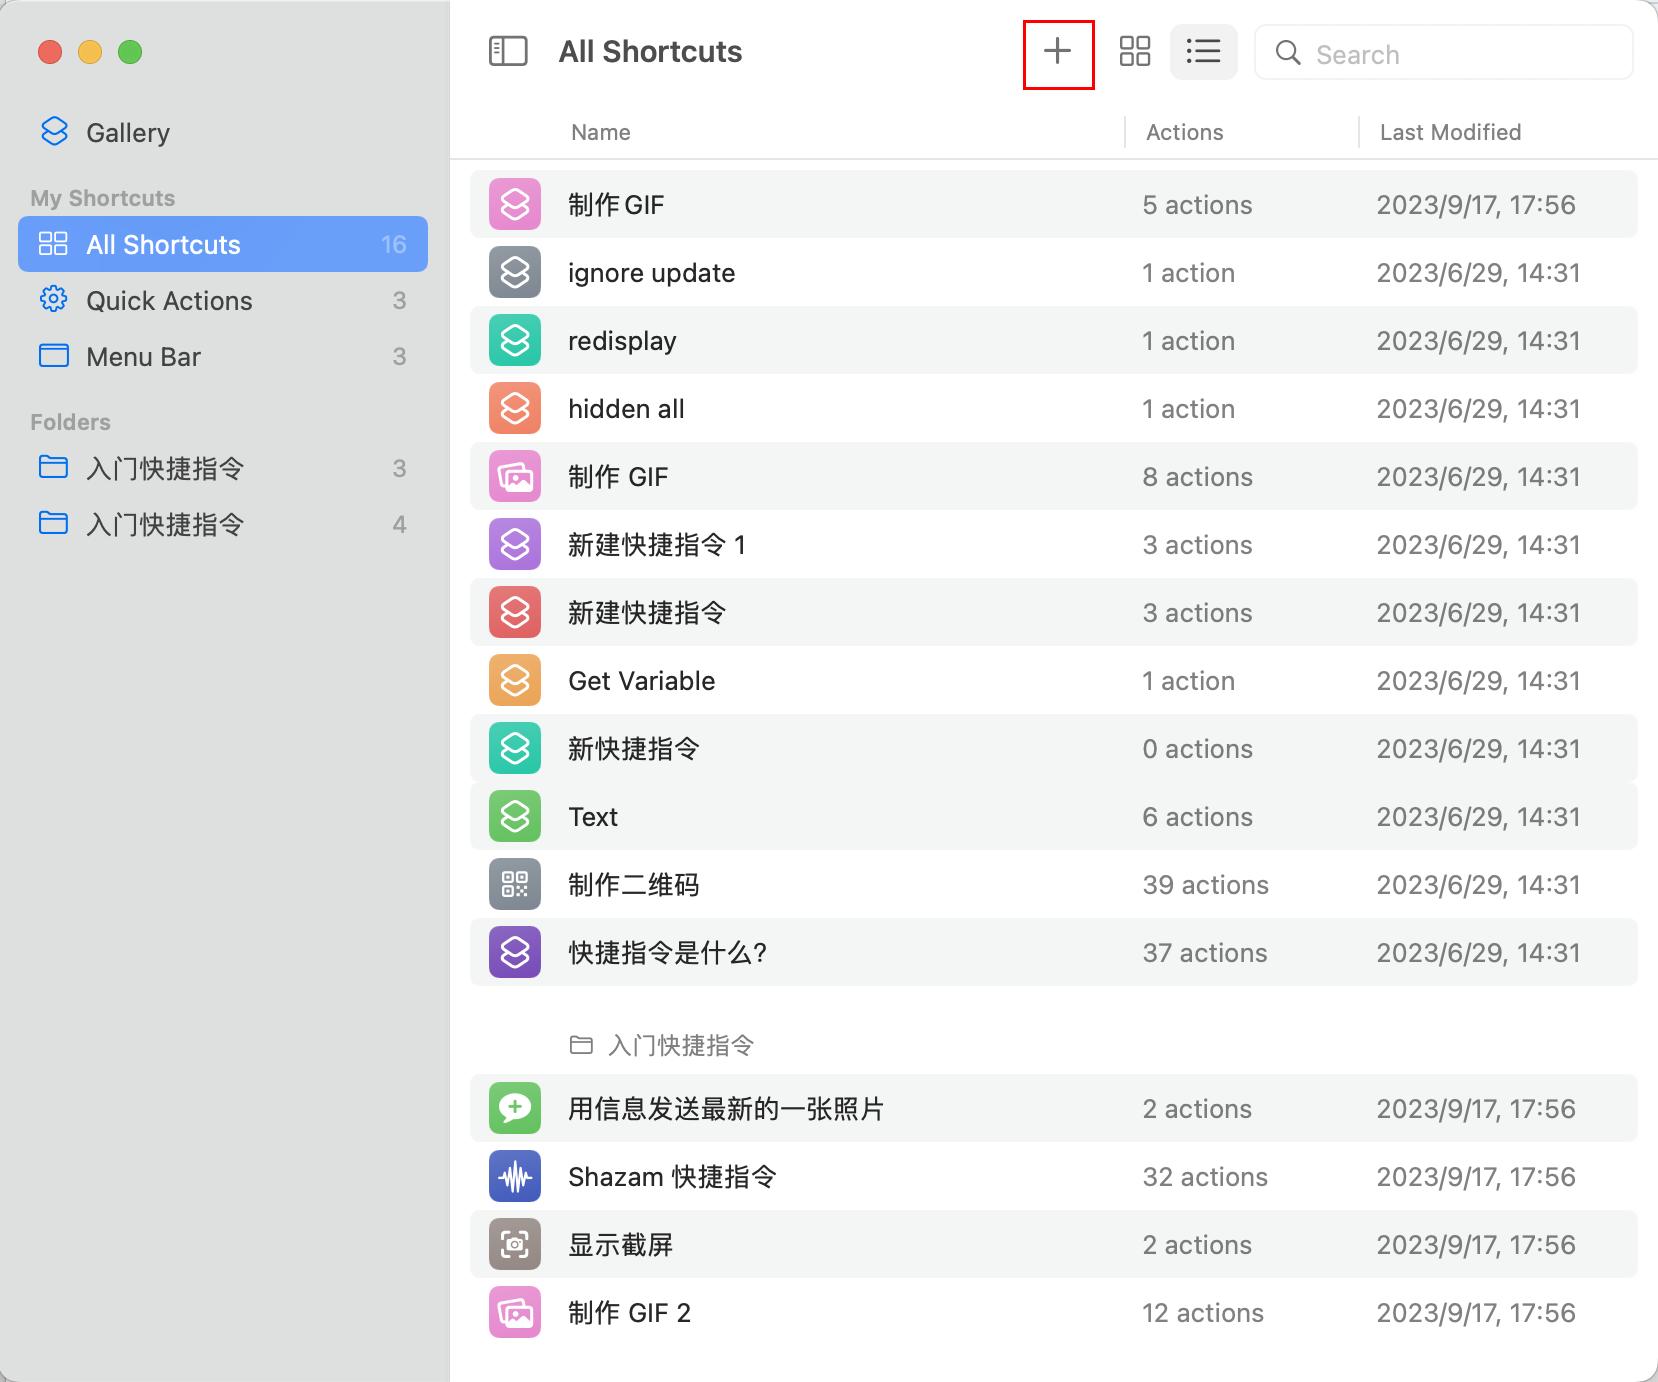 All Shortcuts
Search
Gallery
My Shortcuts
All Shortcuts 16
Quick Actions 3
Menu Bar 3
Folders
入门快捷指令 3
入门快捷指令 4
Name Actions Last Modified
制作GIF 5 actions 2023/9/17, 17:56
ignore update 1 action 2023/6/29, 14:31
redisplay 1 action 2023/6/29, 14:31
hidden all 1 action 2023/6/29, 14:31
制作 GIF 8 actions 2023/6/29, 14:31
新建快捷指令 1 3 actions 2023/6/29, 14:31
新建快捷指令 3 actions 2023/6/29, 14:31
Get Variable 1 action 2023/6/29, 14:31
新快捷指令 0 actions 2023/6/29, 14:31
Text 6 actions 2023/6/29, 14:31
制作二维码 39 actions 2023/6/29, 14:31
快捷指令是什么? 37 actions 2023/6/29, 14:31
入门快捷指令
用信息发送最新的一张照片 2 actions 2023/9/17, 17:56
Shazam 快捷指令 32 actions 2023/9/17, 17:56
显示截屏 2 actions 2023/9/17, 17:56
制作 GIF 2 12 actions 2023/9/17, 17:56